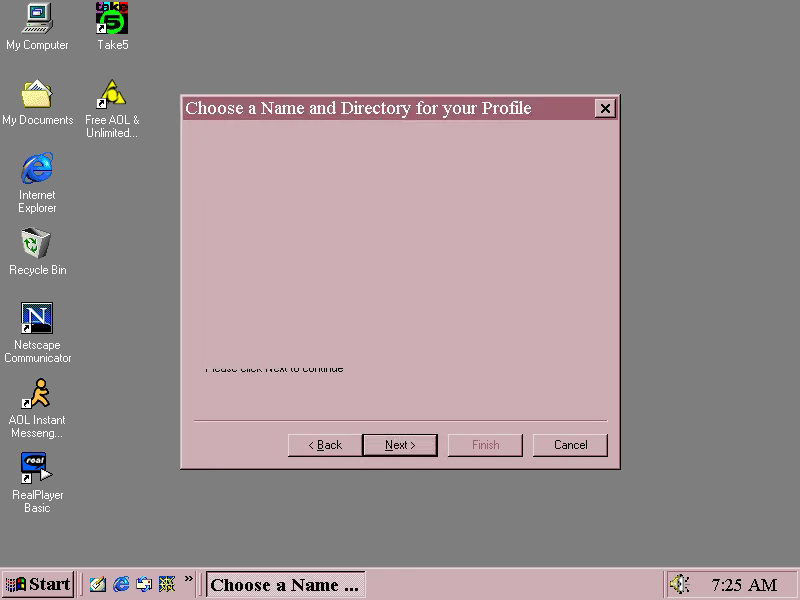 My Computer
Take5
My Documents
Free AOL &
Unlimited...
Internet
Explorer
Recycle Bin
Netscape
Communicator
AOL Instant
Messeng...
real
RealPlayer
Basic
Choose a Name and Directory for your Profile
Please click Next to continue
< Back
Next >
Finish
Cancel
Start
»
Choose a Name ...
7:25 AM